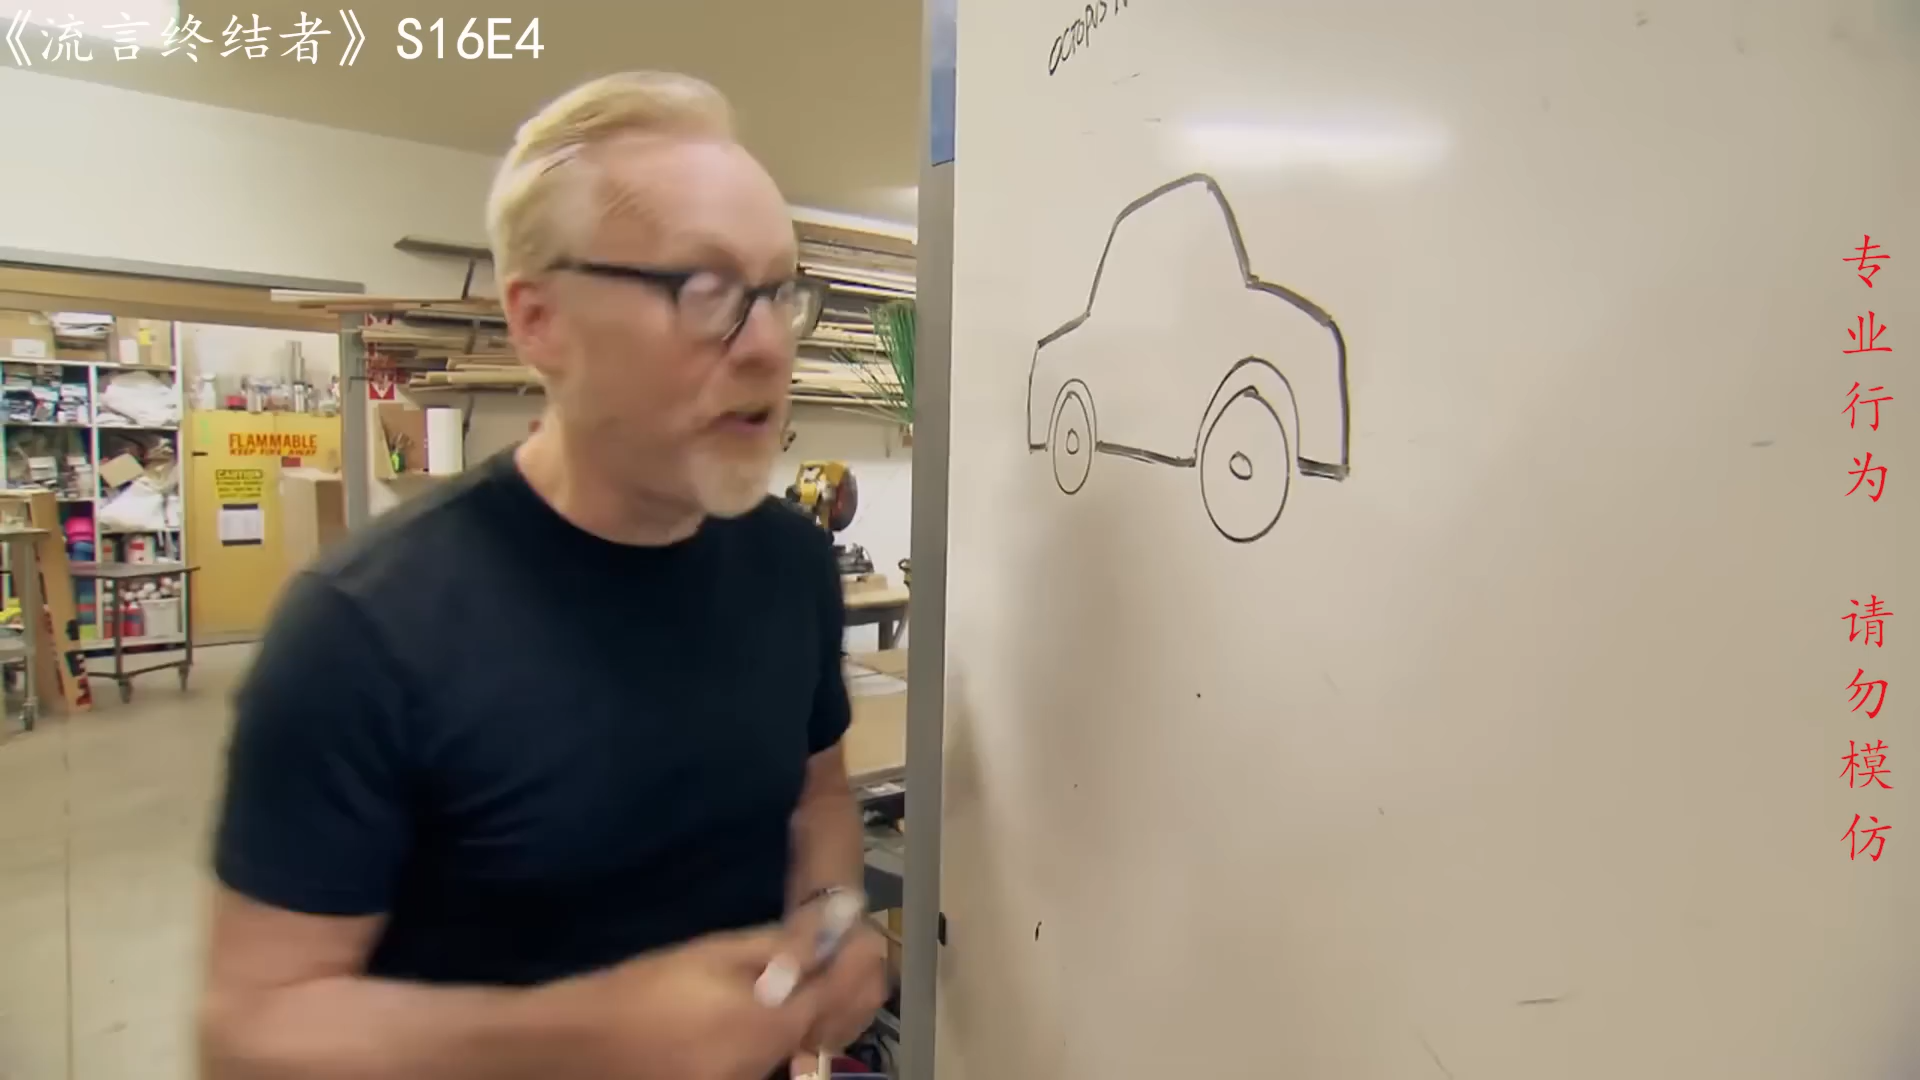 《流言终结者》S16E4
OCTOPUS
FLAMMABLE
KEEP FIRE AWAY
CAUTION
专业行为 请勿模仿